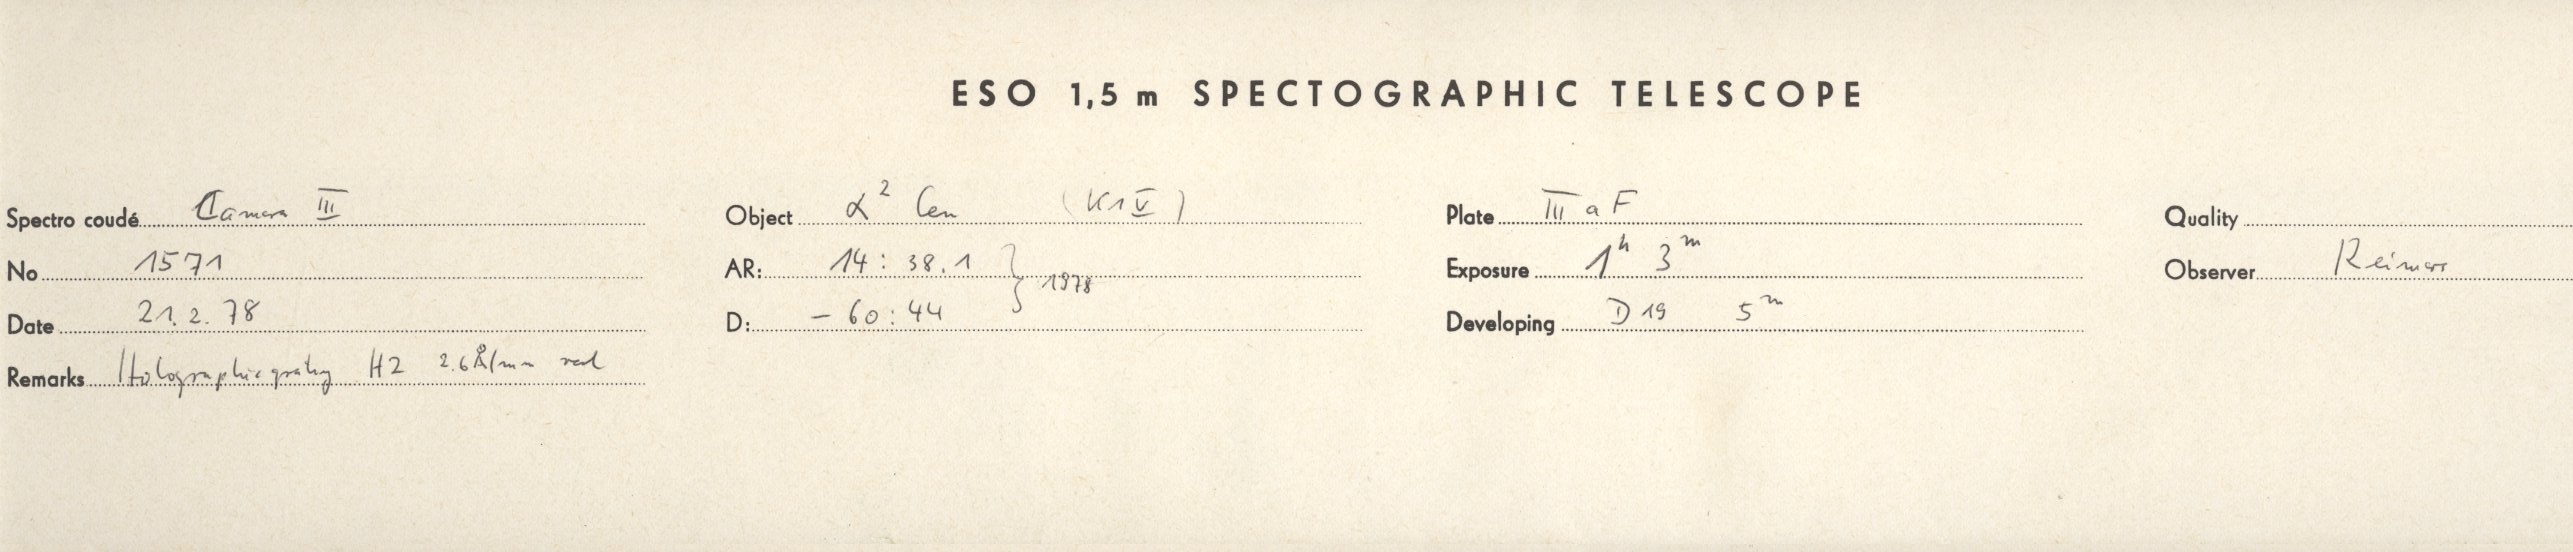 ESO 1,5 m SPECTOGRAPHIC TELESCOPE
Spectro coudé Camera III
Object α² Cen (K1V)
Plate III a F
Quality
No 1571
AR: 14 : 38.1
Exposure 1ʰ 3ᵐ
Observer Reimers
1978
Date 21.2.78
D: – 60 : 44
Developing D 19 5ᵐ
Remarks Holographic grating H2 2.6 Å/mm red